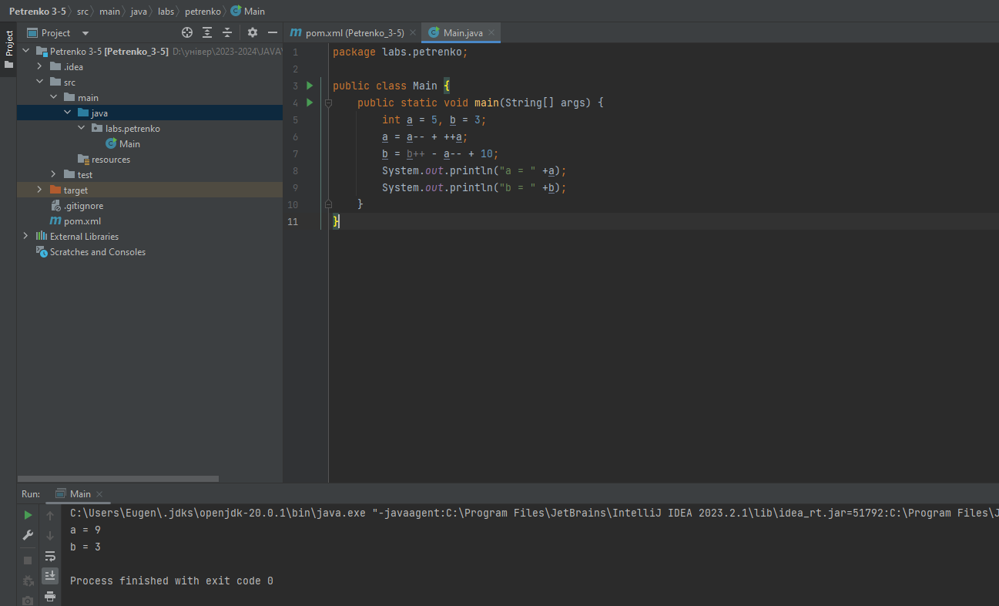 Petrenko 3-5 src main java labs petrenko Main
Project
Project
Petrenko 3-5 [Petrenko_3-5] D:\універ\2023-2024\JAVA\
.idea
src
main
java
labs.petrenko
Main
resources
test
target
.gitignore
pom.xml
External Libraries
Scratches and Consoles
pom.xml (Petrenko_3-5) Main.java
1 package labs.petrenko;
2
3 public class Main {
4 public static void main(String[] args) {
5 int a = 5, b = 3;
6 a = a-- + ++a;
7 b = b++ - a-- + 10;
8 System.out.println("a = " +a);
9 System.out.println("b = " +b);
10 }
11 }
Run: Main
C:\Users\Eugen\.jdks\openjdk-20.0.1\bin\java.exe "-javaagent:C:\Program Files\JetBrains\IntelliJ IDEA 2023.2.1\lib\idea_rt.jar=51792:C:\Program Files\J
a = 9
b = 3
Process finished with exit code 0